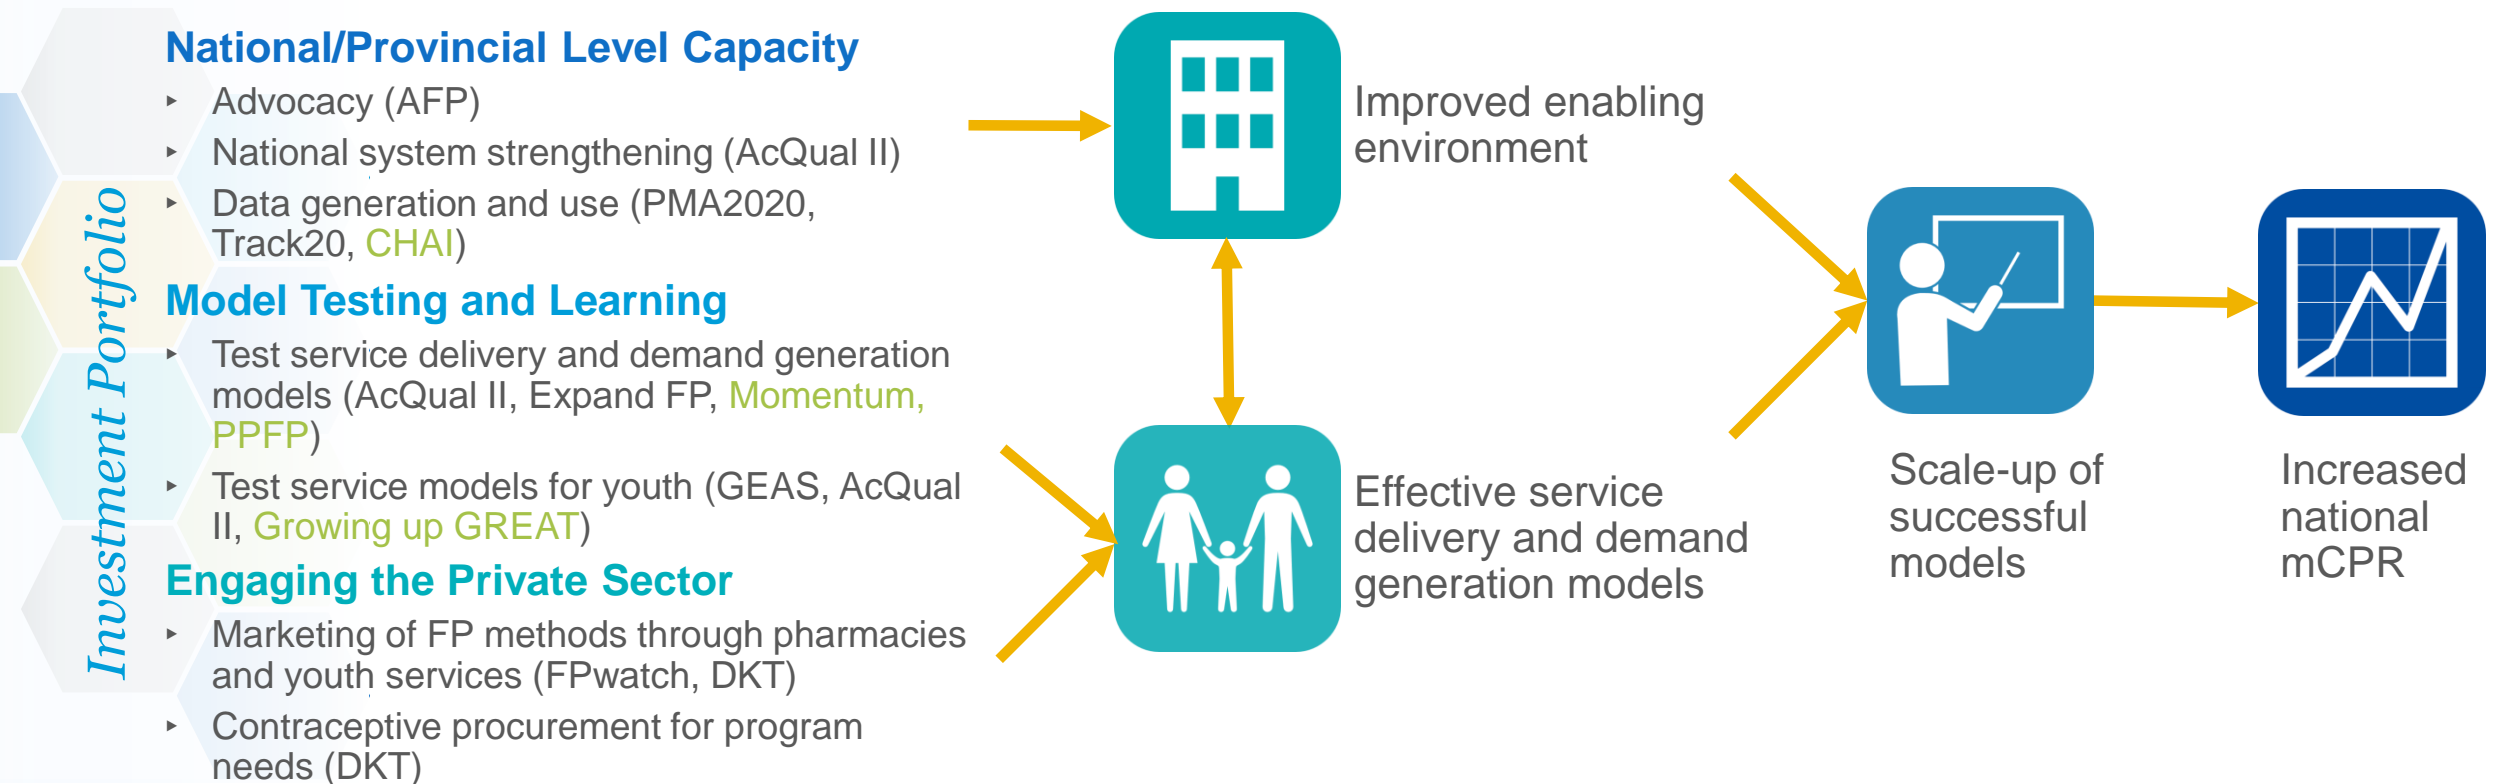 Investment Portfolio
National/Provincial Level Capacity
‣ Advocacy (AFP)
‣ National system strengthening (AcQual II)
‣ Data generation and use (PMA2020,
Track20, CHAI)
Model Testing and Learning
‣ Test service delivery and demand generation
models (AcQual II, Expand FP, Momentum,
PPFP)
‣ Test service models for youth (GEAS, AcQual
II, Growing up GREAT)
Engaging the Private Sector
‣ Marketing of FP methods through pharmacies
and youth services (FPwatch, DKT)
‣ Contraceptive procurement for program
needs (DKT)
Improved enabling
environment
Effective service
delivery and demand
generation models
Scale-up of
successful
models
Increased
national
mCPR